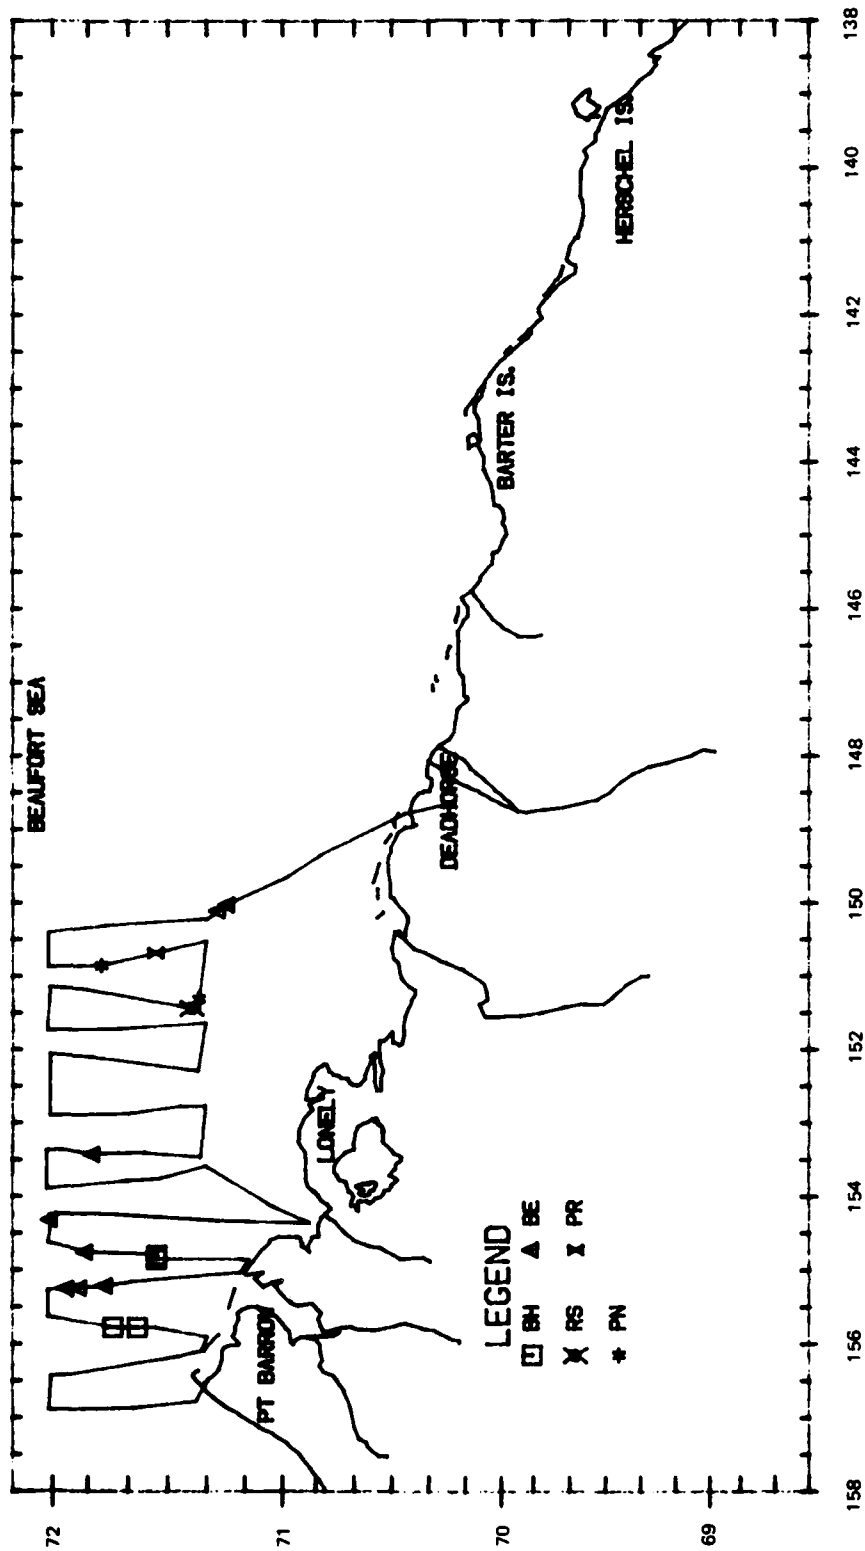 BEAUFORT SEA
72
71
70
69
PT BARROW
LONELY
DEADHORSE
BARTER IS.
HERSCHEL IS.
LEGEND
BH BE
RS PR
PN
158 156 154 152 150 148 146 144 142 140 138